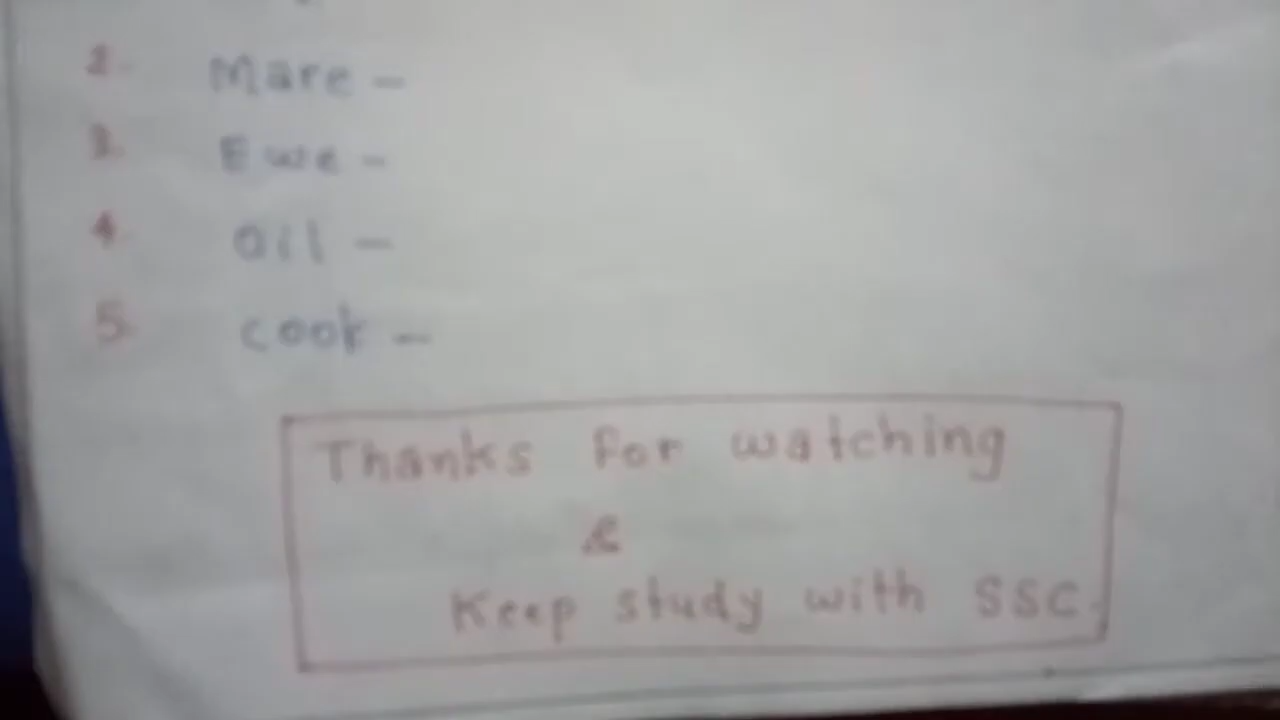 2. Mare -
3. Ewe -
4. Oil -
5. Cook -
Thanks for watching
&
Keep study with SSC.